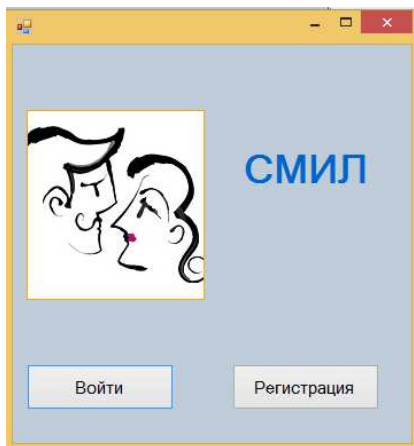 СМИЛ
Войти
Регистрация